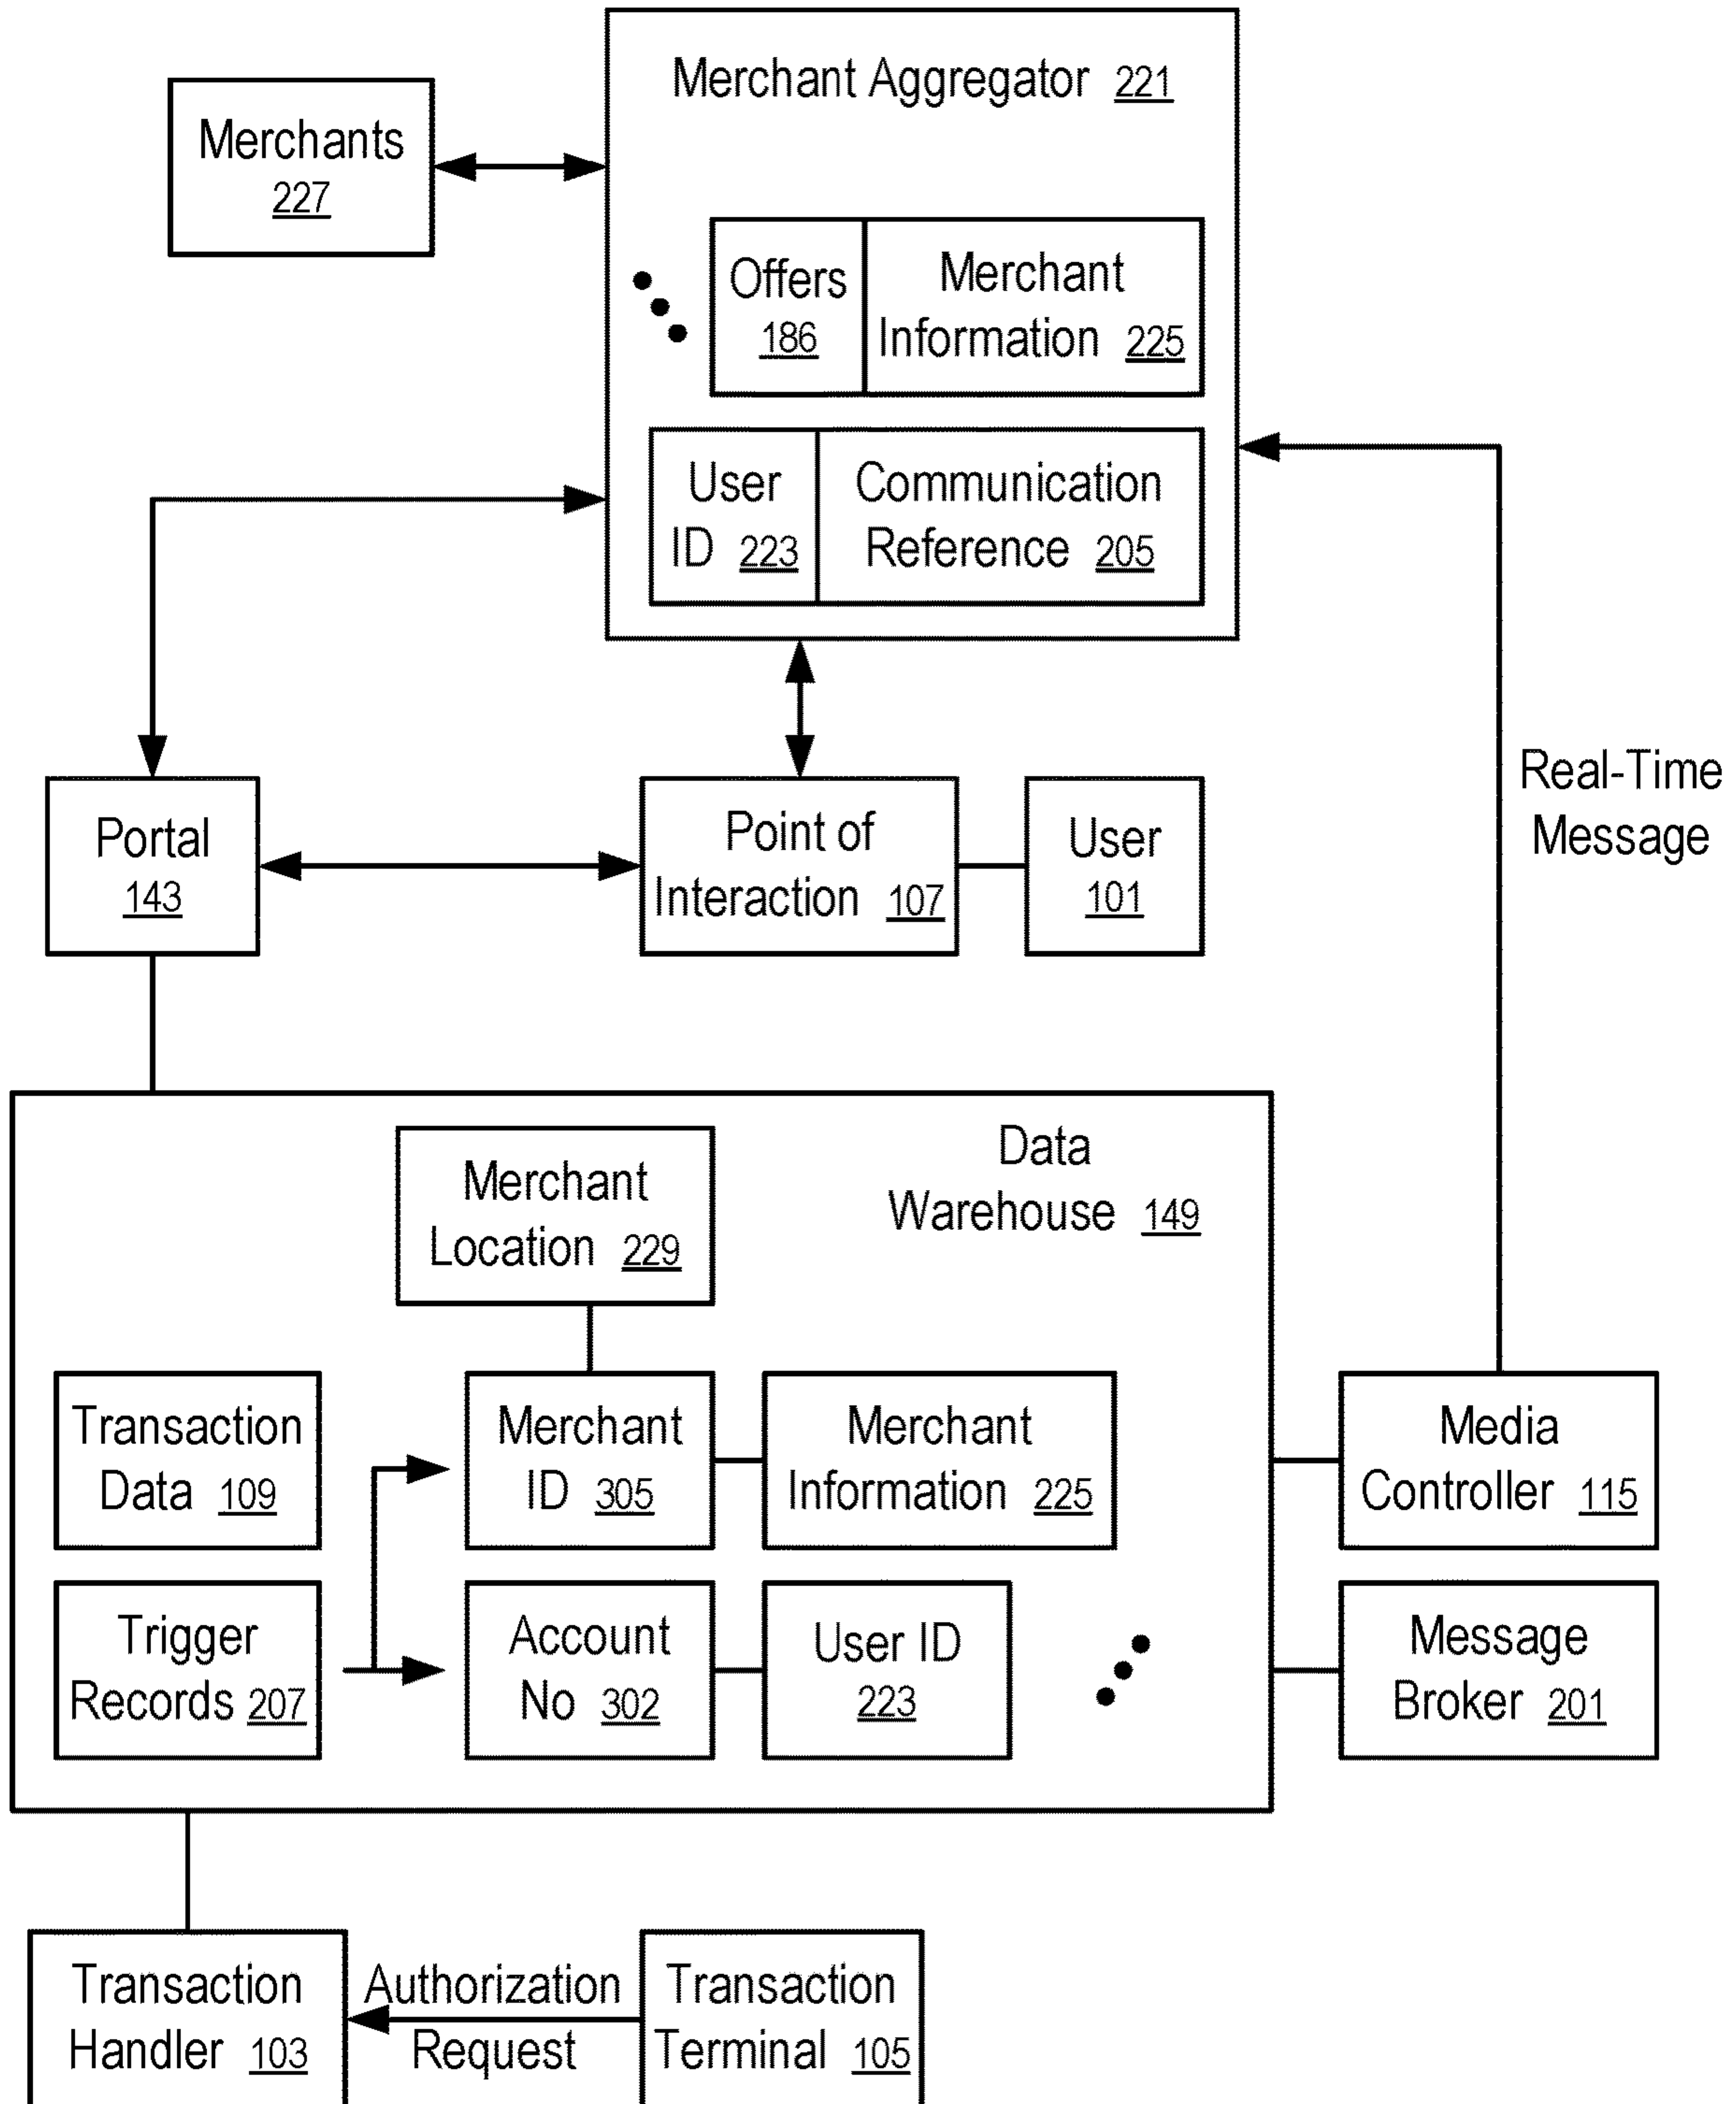 Merchant Aggregator 221
Merchants
227
Offers
186
Merchant
Information 225
User
ID 223
Communication
Reference 205
Real-Time
Message
Portal
143
Point of
Interaction 107
User
101
Data
Warehouse 149
Merchant
Location 229
Transaction
Data 109
Merchant
ID 305
Merchant
Information 225
Media
Controller 115
Trigger
Records 207
Account
No 302
User ID
223
Message
Broker 201
Transaction
Handler 103
Authorization
Request
Transaction
Terminal 105